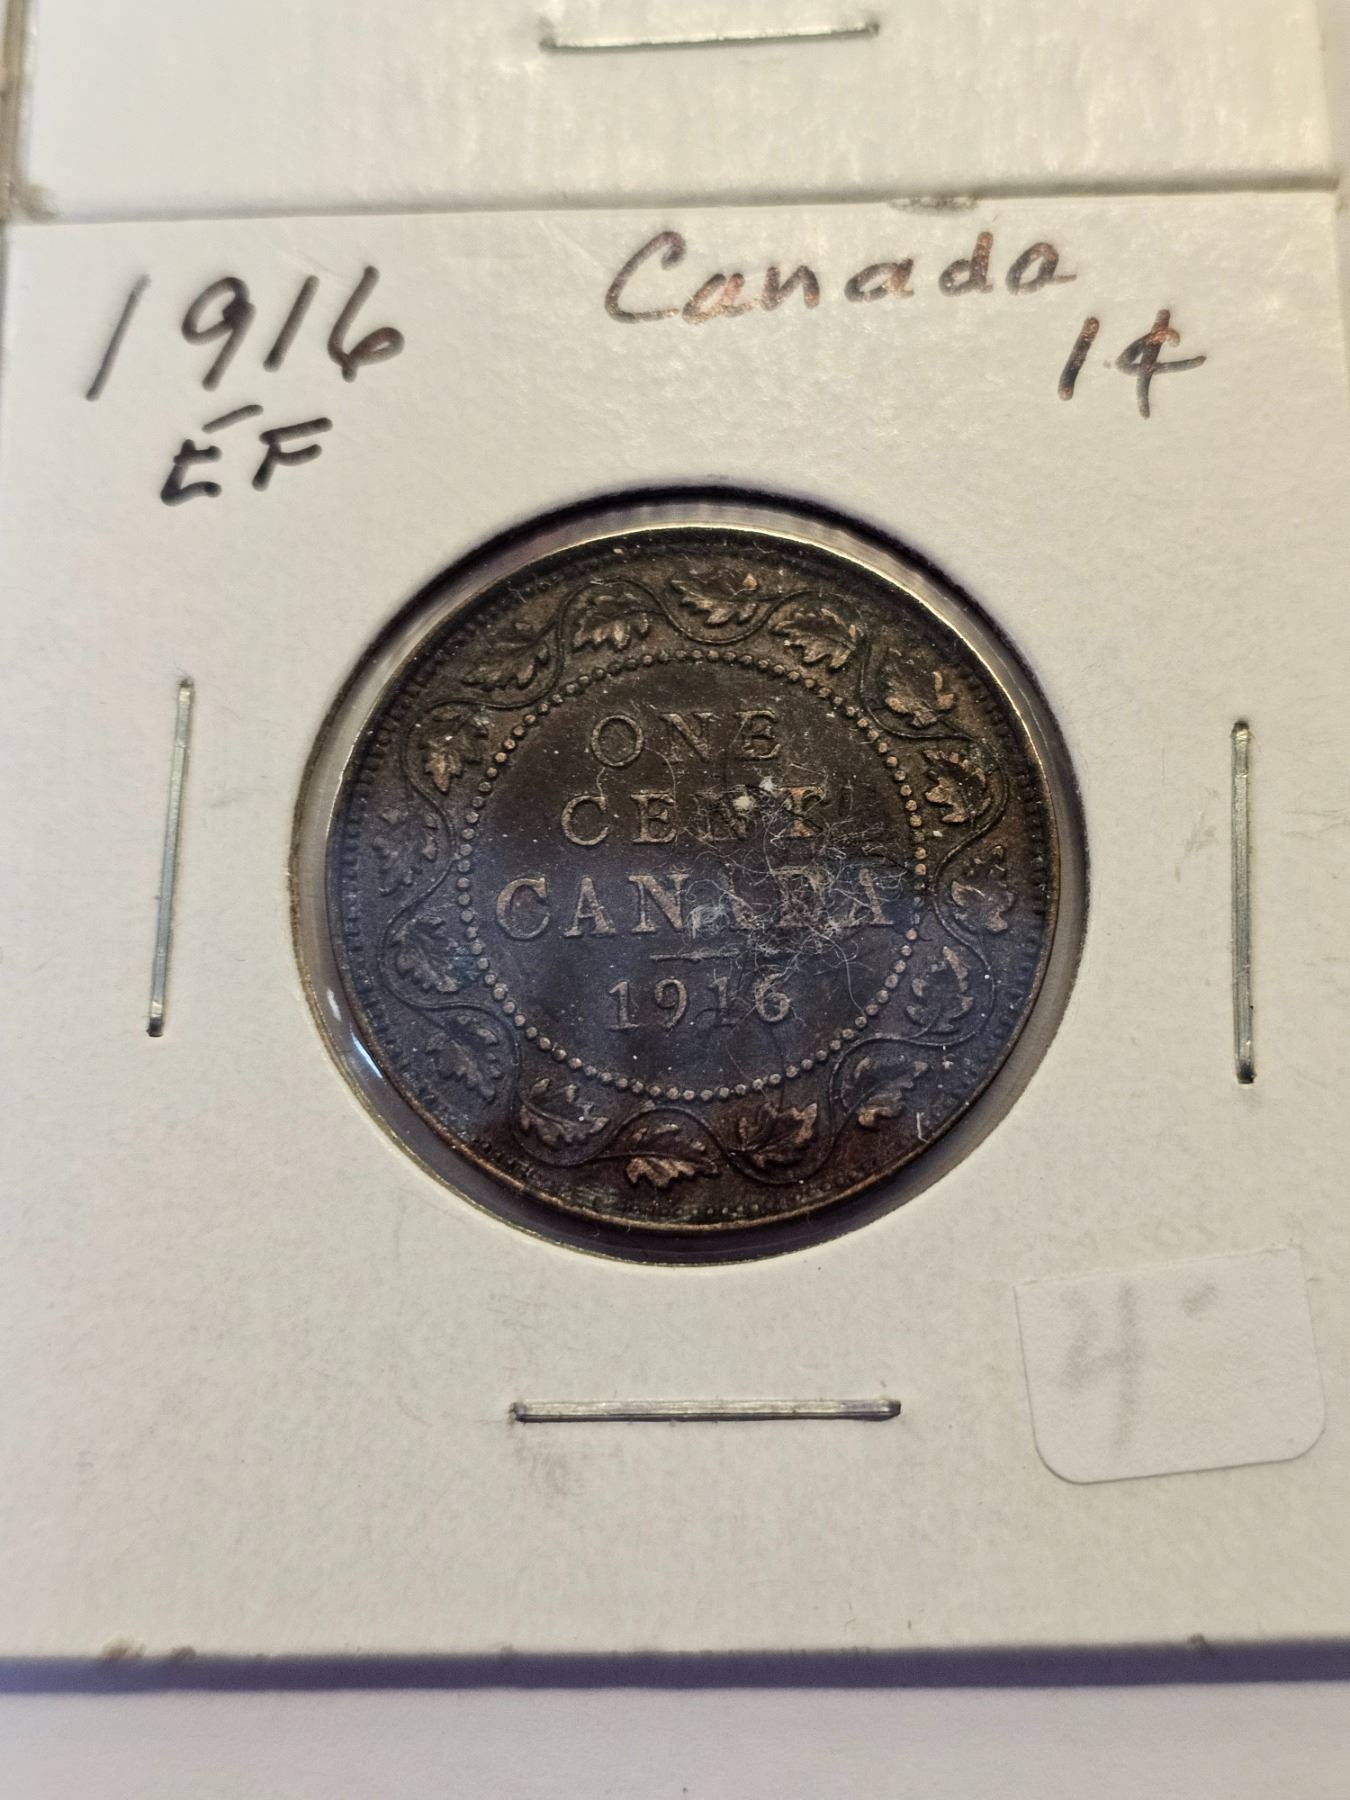 1916 Canada
EF 1¢
ONE
CENT
CANADA
1916
4